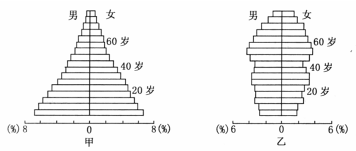 男 女 男 女
60 岁 60 岁
40 岁 40 岁
20 岁 20 岁
(%) 8 0 8 (%) (%) 6 0 6 (%)
甲 乙